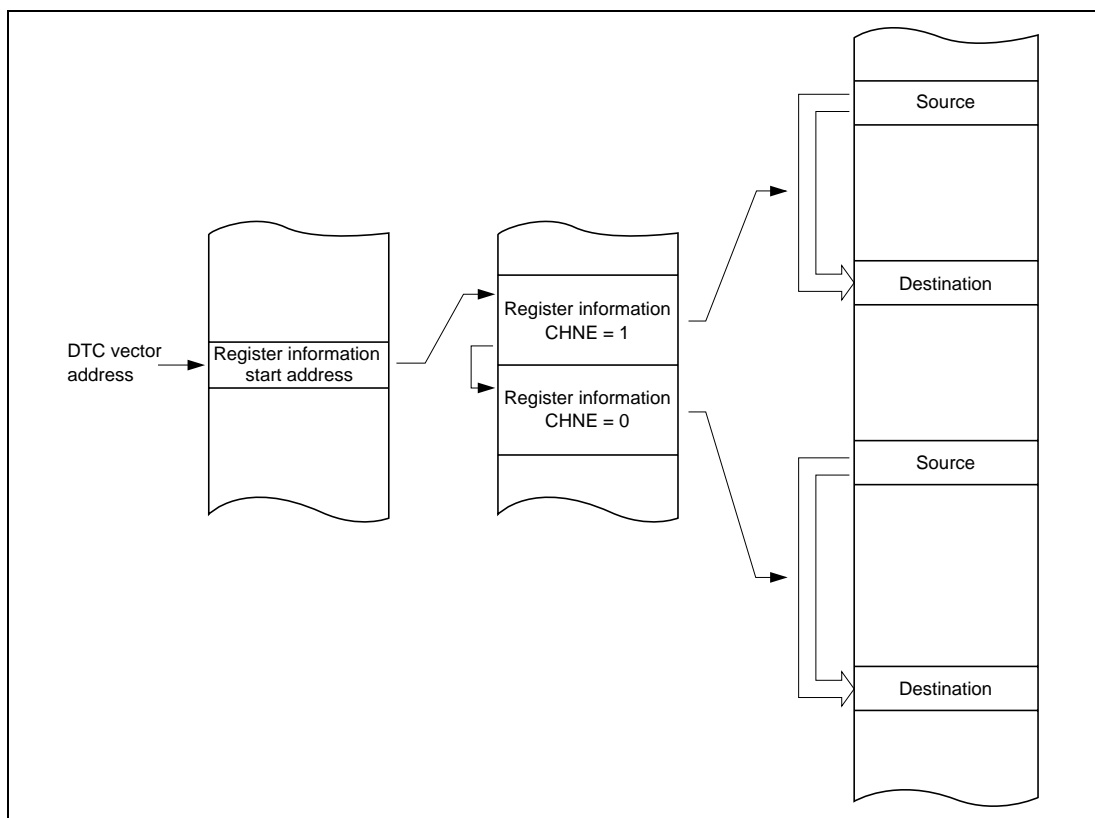 DTC vector
address
Register information
start address
Register information
CHNE = 1
Register information
CHNE = 0
Source
Destination
Source
Destination